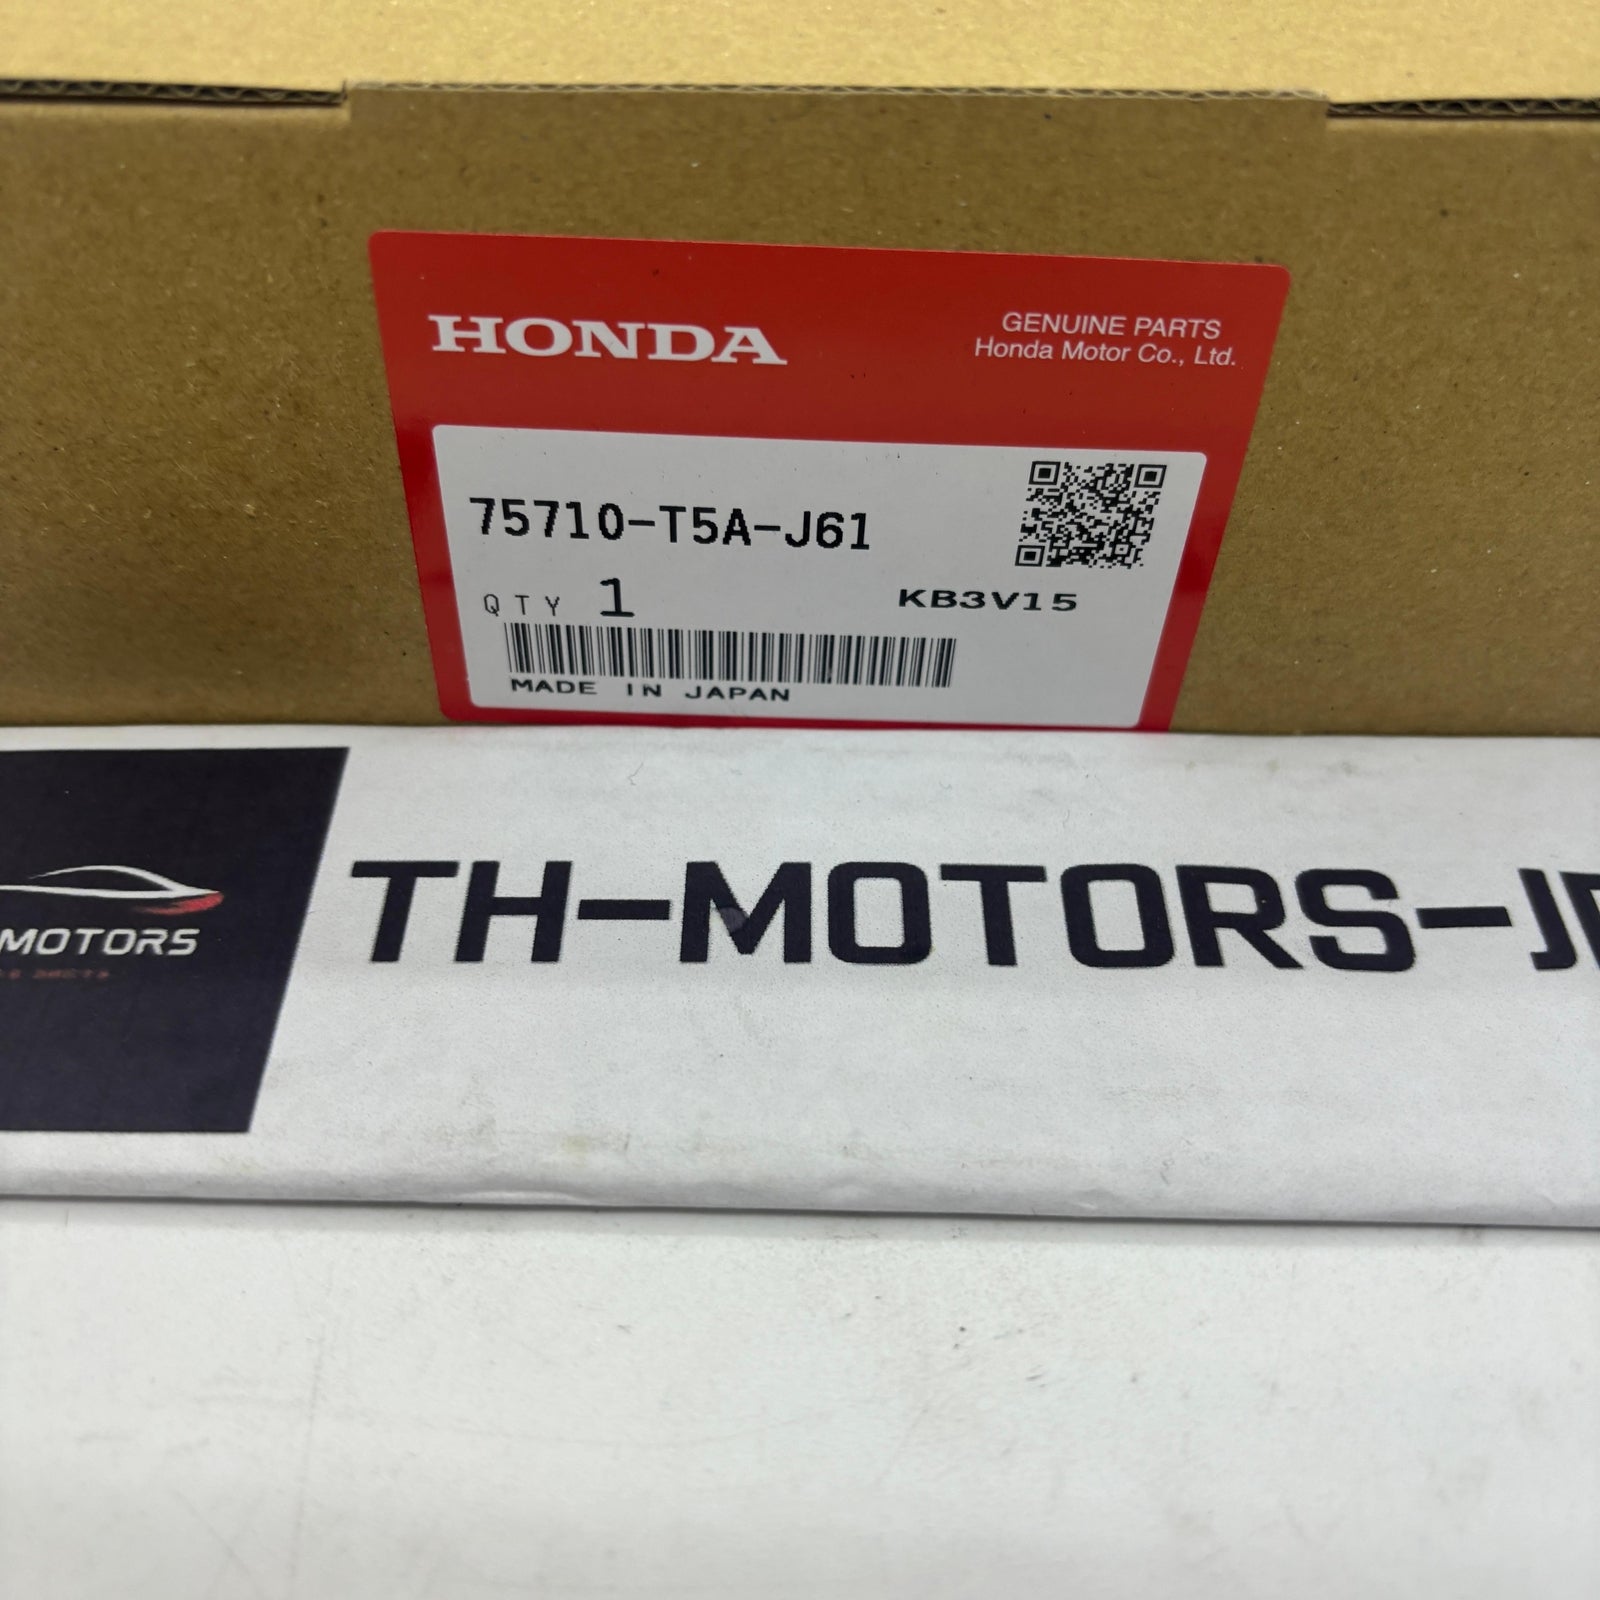 HONDA
GENUINE PARTS
Honda Motor Co., Ltd.
75710-T5A-J61
QTY 1
KB3V15
MADE IN JAPAN
MOTORS
TH-MOTORS-J